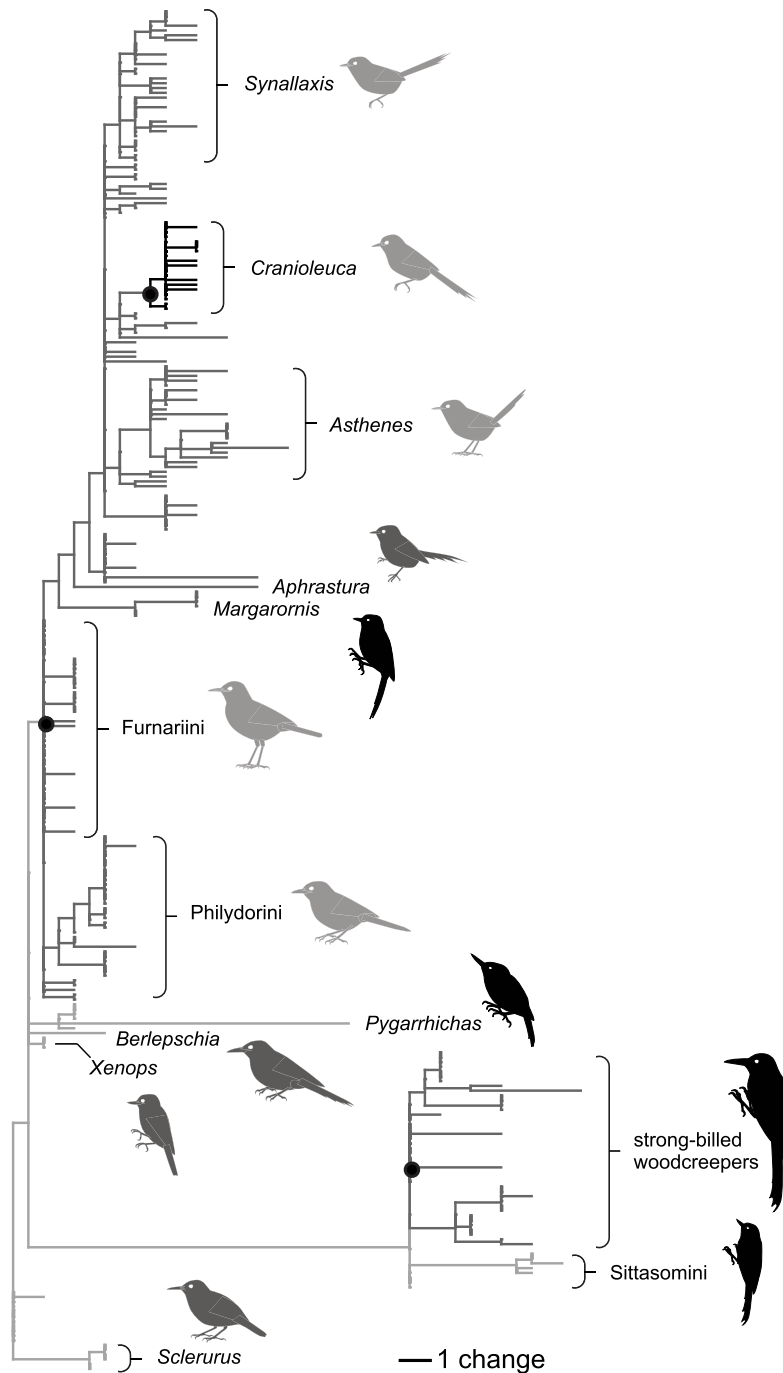 Synallaxis
Cranioleuca
Asthenes
Aphrastura
Margarornis
Furnariini
Philydorini
Pygarrhichas
Berlepschia
Xenops
strong-billed
woodcreepers
Sittasomini
Sclerurus
1 change